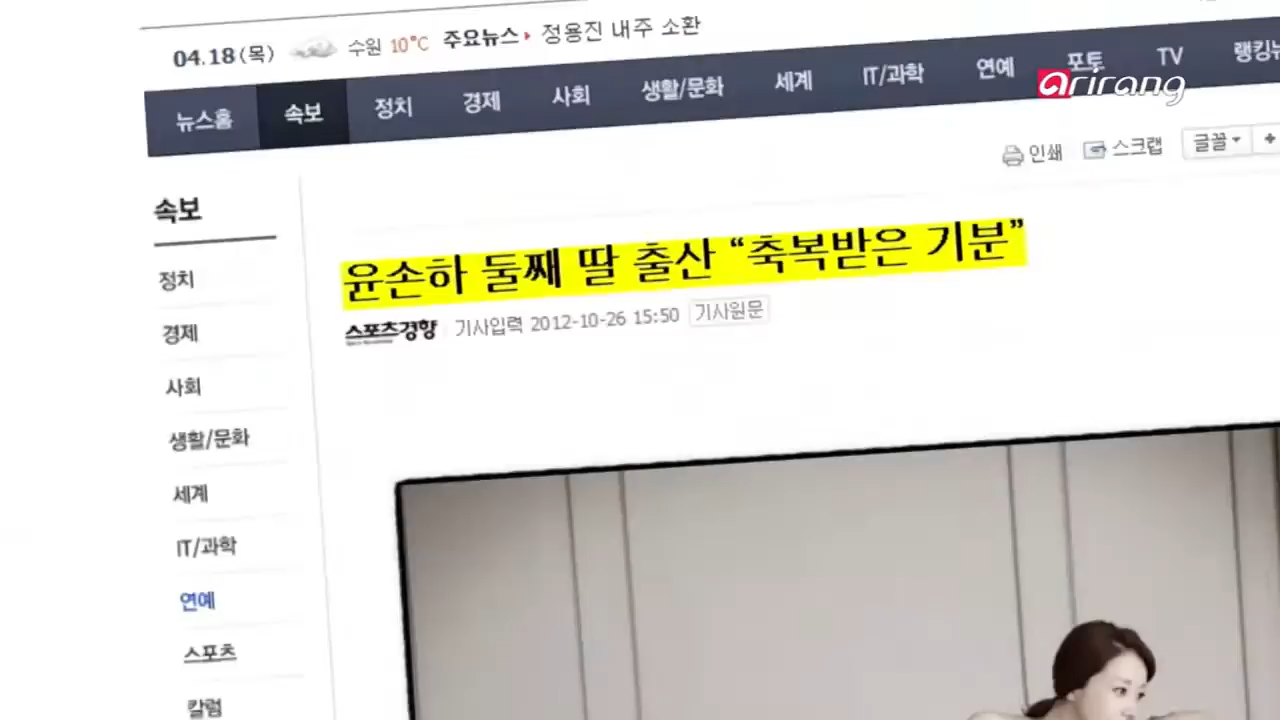 04.18(목) 수원 10°C 주요뉴스 정용진 내주 소환
뉴스홈 속보 정치 경제 사회 생활/문화 세계 IT/과학 연예 포토 TV 랭킹뉴
arirang
인쇄 스크랩 글꼴 +
속보
윤손하 둘째 딸 출산 “축복받은 기분”
스포츠경향 기사입력 2012-10-26 15:50 기사원문
정치
경제
사회
생활/문화
세계
IT/과학
연예
스포츠
칼럼